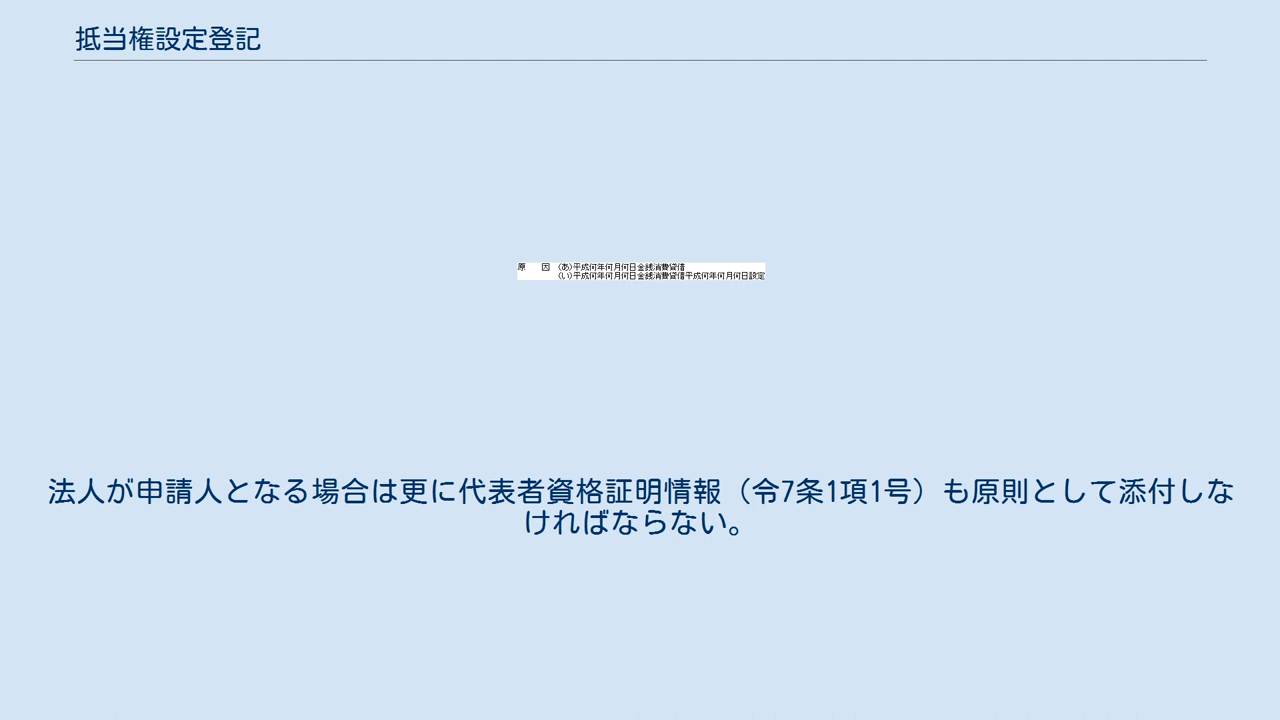 抵当権設定登記
原　因　(あ)平成何年何月何日金銭消費貸借
(い)平成何年何月何日金銭消費貸借平成何年何月何日設定
法人が申請人となる場合は更に代表者資格証明情報（令7条1項1号）も原則として添付しな
ければならない。